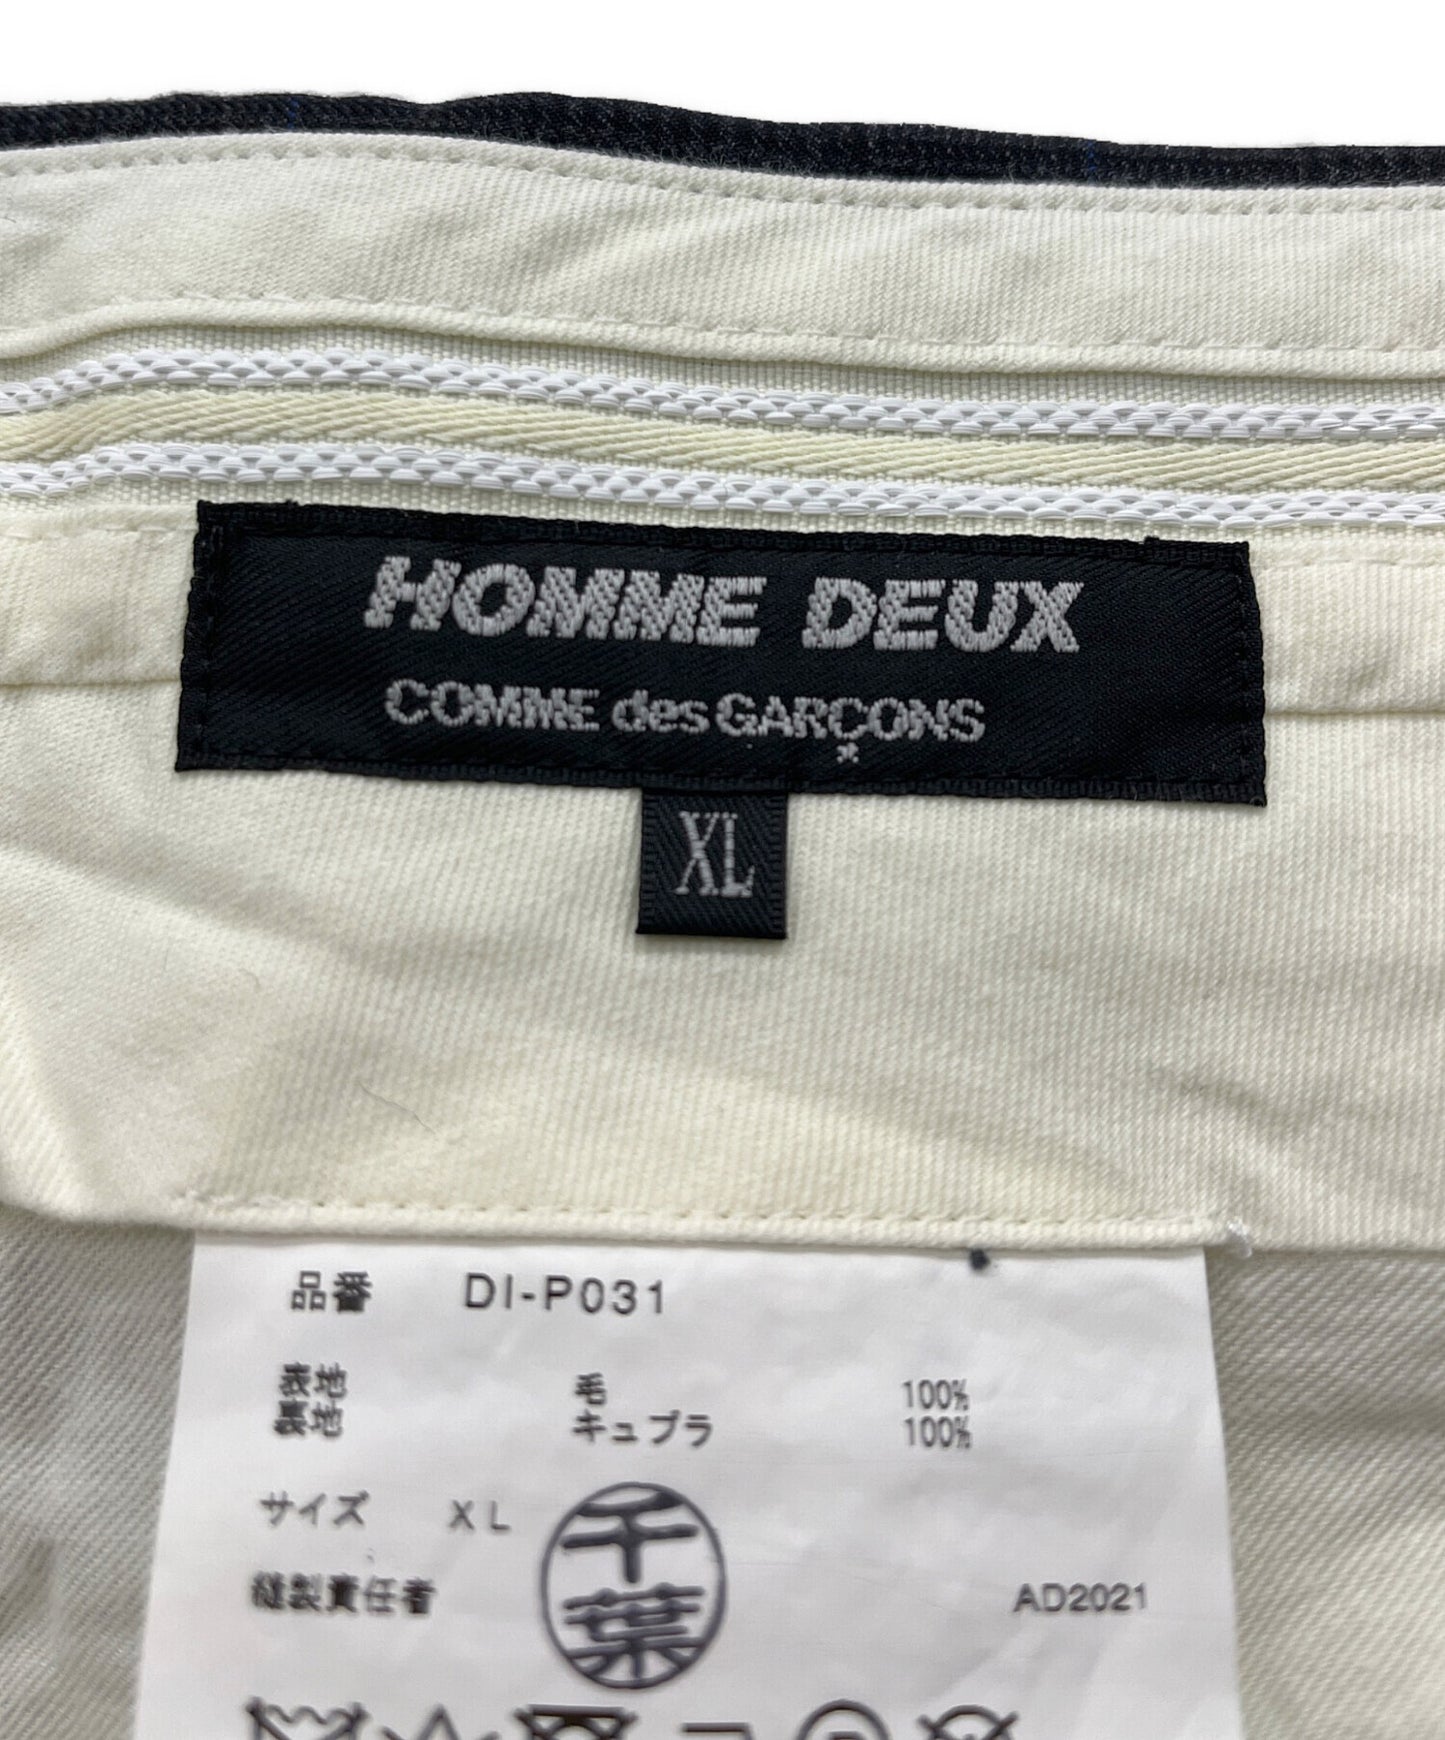 HOMME DEUX
COMME des GARÇONS
XL
品番 DI-P031
表地 毛 100%
裏地 キュプラ 100%
サイズ XL
縫製責任者 千葉 AD2021